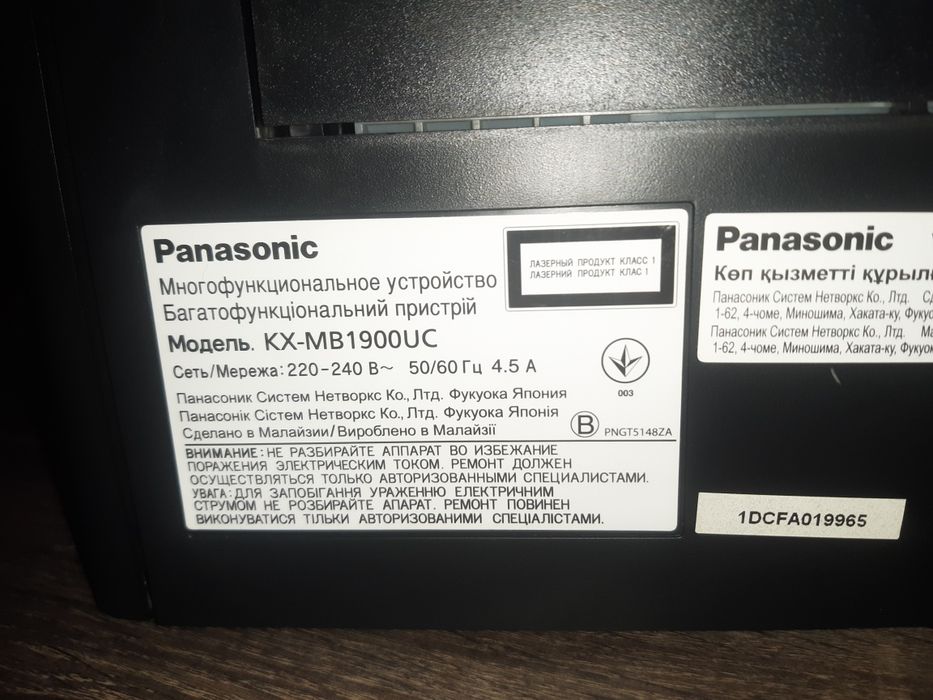 Panasonic
Многофункциональное устройство
Багатофункціональний пристрій
Модель. KX-MB1900UC
Сеть/Мережа: 220-240 В~ 50/60 Гц 4.5 А
Панасоник Систем Нетворкс Ко., Лтд. Фукуока Япония
Панасонік Сістем Нетворкс Ко., Лтд. Фукуока Японія
Сделано в Малайзии/Вироблено в Малайзії
ЛАЗЕРНЫЙ ПРОДУКТ КЛАСС 1
ЛАЗЕРНИЙ ПРОДУКТ КЛАС 1
003
B PNGT5148ZA
ВНИМАНИЕ: НЕ РАЗБИРАЙТЕ АППАРАТ ВО ИЗБЕЖАНИЕ
ПОРАЖЕНИЯ ЭЛЕКТРИЧЕСКИМ ТОКОМ. РЕМОНТ ДОЛЖЕН
ОСУЩЕСТВЛЯТЬСЯ ТОЛЬКО АВТОРИЗОВАННЫМИ СПЕЦИАЛИСТАМИ.
УВАГА: ДЛЯ ЗАПОБІГАННЯ УРАЖЕННЮ ЕЛЕКТРИЧНИМ
СТРУМОМ НЕ РОЗБИРАЙТЕ АПАРАТ. РЕМОНТ ПОВИНЕН
ВИКОНУВАТИСЯ ТІЛЬКИ АВТОРИЗОВАНИМИ СПЕЦІАЛІСТАМИ.
Panasonic
Көп қызметті
Панасоник Систем Нетворкс Ко., Лтд.
1-62, 4-чоме, Миношима, Хаката-ку,
Панасоник Систем Нетворкс Ко., Лтд.
1-62, 4-чоме, Миношима, Хаката-ку,
1DCFA019965